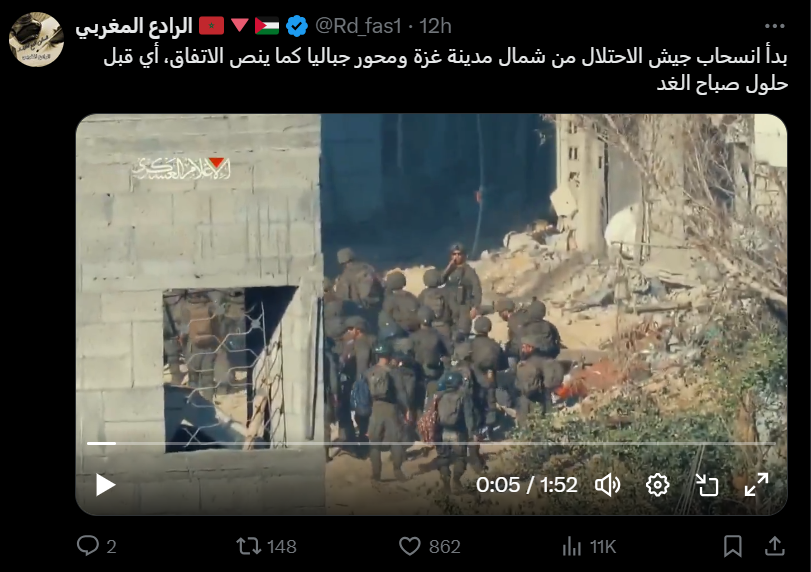 الرادع المغربي 🇲🇦🔻🇵🇸 @Rd_fas1 · 12h
بدأ انسحاب جيش الاحتلال من شمال مدينة غزة ومحور جباليا كما ينص الاتفاق، أي قبل
حلول صباح الغد
الإعلام العسكري
0:05 / 1:52
2 148 862 11K